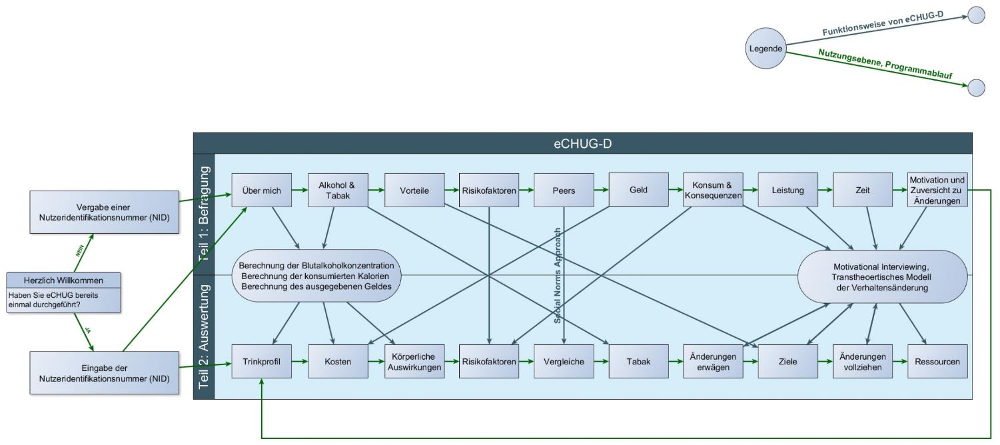 Funktionsweise von eCHUG-D
Legende
Nutzungsebene, Programmablauf
eCHUG-D
Teil 1: Befragung
Über mich
Alkohol &
Tabak
Vorteile
Risikofaktoren
Peers
Geld
Konsum &
Konsequenzen
Leistung
Zeit
Motivation und
Zuversicht zu
Änderungen
Vergabe einer
Nutzeridentifikationsnummer (NID)
NEIN
Herzlich Willkommen
Haben Sie eCHUG bereits
einmal durchgeführt?
JA
Eingabe der
Nutzeridentifikationsnummer (NID)
Berechnung der Blutalkoholkonzentration
Berechnung der konsumierten Kalorien
Berechnung des ausgegebenen Geldes
Social Norms Approach
Motivational Interviewing,
Transtheoertisches Modell
der Verhaltensänderung
Teil 2: Auswertung
Trinkprofil
Kosten
Körperliche
Auswirkungen
Risikofaktoren
Vergleiche
Tabak
Änderungen
erwägen
Ziele
Änderungen
vollziehen
Ressourcen